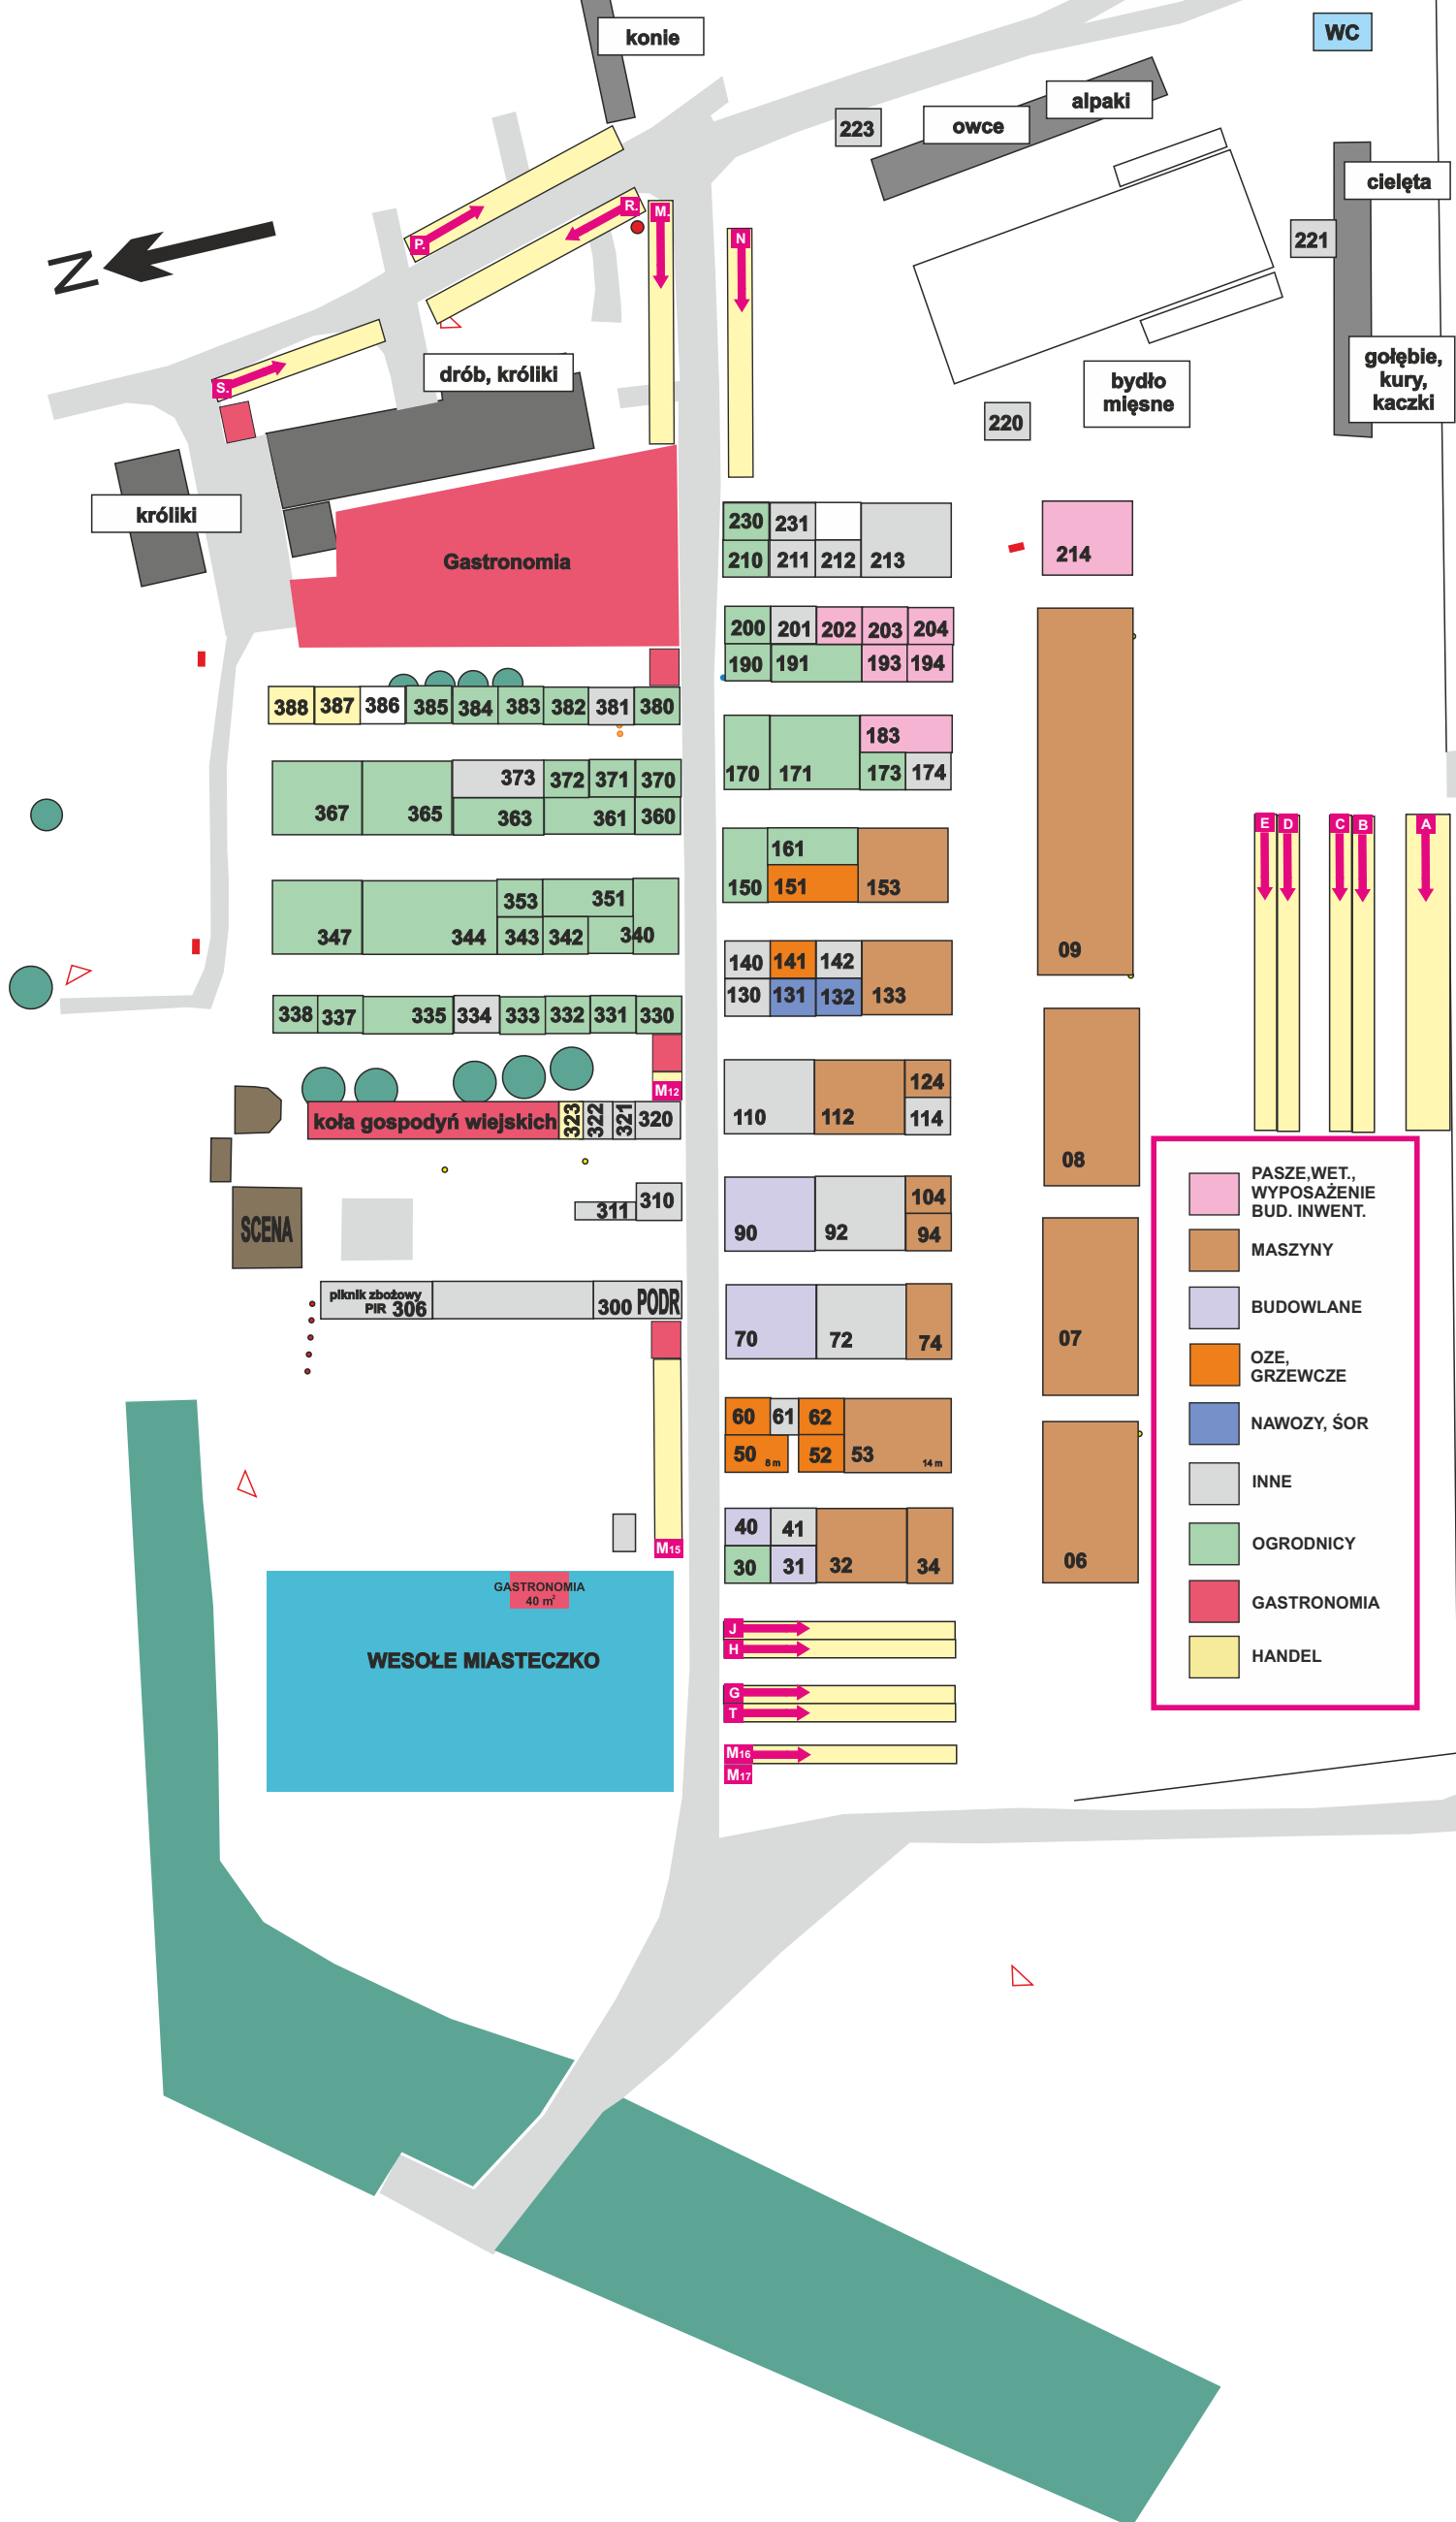 konie
WC
alpaki
owce
223
cielęta
P.
R.
M.
N
221
N
gołębie,
kury,
kaczki
drób, króliki
bydło
mięsne
S.
220
króliki
Gastronomia
230 231
210 211 212 213
214
200 201 202 203 204
190 191 193 194
388 387 386 385 384 383 382 381 380
183
170 171 173 174
373 372 371 370
367 365 363 361 360
E D C B A
161
150 151 153
353 351
347 344 343 342 340
140 141 142
130 131 132 133
09
338 337 335 334 333 332 331 330
M12
koła gospodyń wiejskich 323 322 321 320
124
110 112 114
08
311 310
SCENA
104
90 92 94
piknik zbożowy
PIR 306 300 PODR
70 72 74
07
60 61 62
50 8 m 52 53 14 m
M15
40 41
30 31 32 34
06
GASTRONOMIA
40 m²
WESOŁE MIASTECZKO
J
H
G
T
M16
M17
PASZE,WET.,
WYPOSAŻENIE
BUD. INWENT.
MASZYNY
BUDOWLANE
OZE,
GRZEWCZE
NAWOZY, ŚOR
INNE
OGRODNICY
GASTRONOMIA
HANDEL